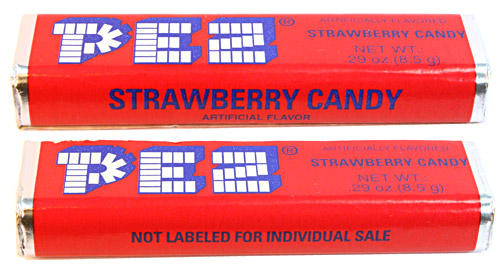 PEZ®
ARTIFICIALLY FLAVORED
STRAWBERRY CANDY
NET WT.
.29 oz (8.5 g)
STRAWBERRY CANDY
ARTIFICIAL FLAVOR
PEZ®
ARTIFICIALLY FLAVORED
STRAWBERRY CANDY
NET WT.
.29 oz (8.5 g)
NOT LABELED FOR INDIVIDUAL SALE